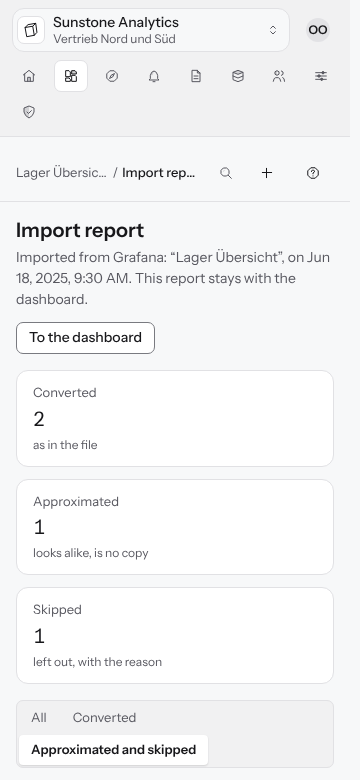 Sunstone Analytics
Vertrieb Nord und Süd
OO
Lager Übersic... / Import rep...
Import report
Imported from Grafana: “Lager Übersicht”, on Jun
18, 2025, 9:30 AM. This report stays with the
dashboard.
To the dashboard
Converted
2
as in the file
Approximated
1
looks alike, is no copy
Skipped
1
left out, with the reason
All Converted
Approximated and skipped